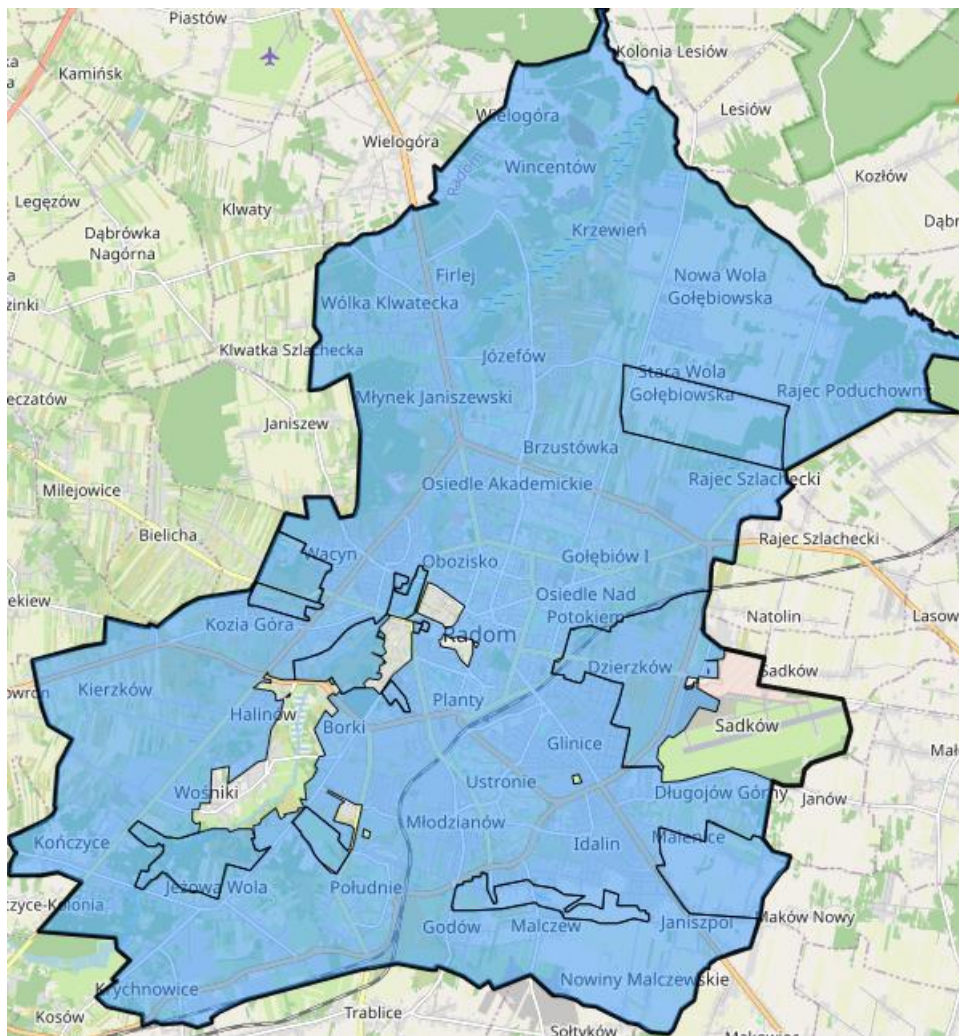 Piastów
Kolonia Lesiów
Kamińsk
Lesiów
Wielogóra
Wielogóra
Radom
Wincentów
Kozłów
Legęzów
Klwaty
Dąbrówka
Nagórna
Krzewień
Firlej
Nowa Wola
Gołębiowska
Wólka Klwatecka
Klwatka Szlachecka
Józefów
Stara Wola
Gołębiowska
Rajec Poduchowny
Młynek Janiszewski
Janiszew
Brzustówka
Rajec Szlachecki
Osiedle Akademickie
Milejowice
Bielicha
Wacyn
Obozisko
Gołębiów I
Rajec Szlachecki
Osiedle Nad
Potokiem
Natolin
Kozia Góra
Radom
Dzierzków
Sadków
Kierzków
Halinów
Planty
Borki
Sadków
Glinice
Ustronie
Wośniki
Długojów Górny
Janów
Młodzianów
Kończyce
Idalin
Malenice
Jeżowa Wola
Południe
Godów
Malczew
Janiszpol
Maków Nowy
Krychnowice
Nowiny Malczewskie
Kosów
Trablice
Sołtyków